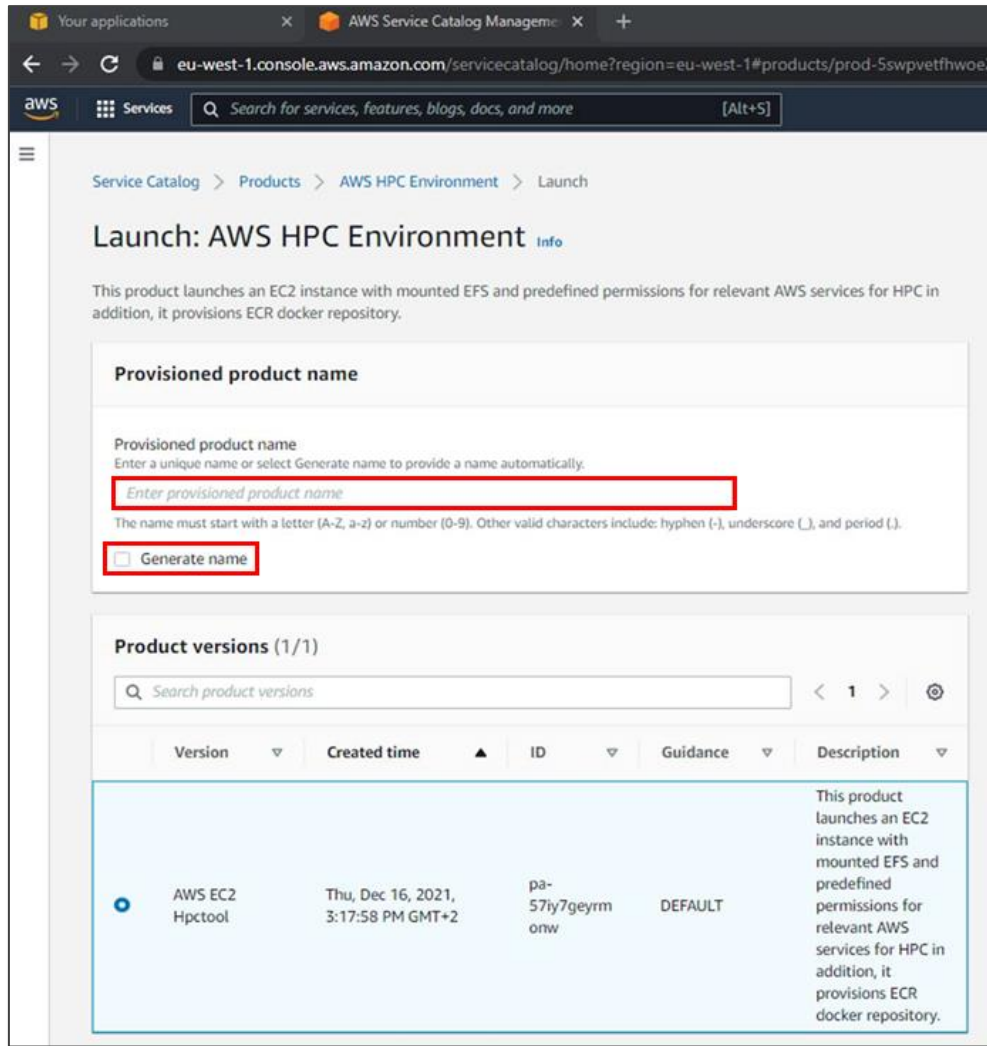 Your applications
AWS Service Catalog Manageme
eu-west-1.console.aws.amazon.com/servicecatalog/home?region=eu-west-1#products/prod-5swpvetfhwoe
aws Services Search for services, features, blogs, docs, and more [Alt+S]
Service Catalog > Products > AWS HPC Environment > Launch
Launch: AWS HPC Environment Info
This product launches an EC2 instance with mounted EFS and predefined permissions for relevant AWS services for HPC in
addition, it provisions ECR docker repository.
Provisioned product name
Provisioned product name
Enter a unique name or select Generate name to provide a name automatically.
Enter provisioned product name
The name must start with a letter (A-Z, a-z) or number (0-9). Other valid characters include: hyphen (-), underscore (_), and period (.).
Generate name
Product versions (1/1)
Search product versions
< 1 >
Version Created time ID Guidance Description
AWS EC2
Hpctool
Thu, Dec 16, 2021,
3:17:58 PM GMT+2
pa-
57iy7geyrm
onw
DEFAULT
This product
launches an EC2
instance with
mounted EFS and
predefined
permissions for
relevant AWS
services for HPC in
addition, it
provisions ECR
docker repository.